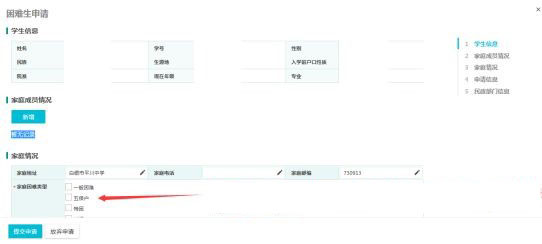 困难生申请
×
学生信息
姓名 学号 性别
民族 生源地 入学前户口性质
院系 现在年级 专业
家庭成员情况
新增
暂无数据
家庭情况
家庭地址 白银市平川中学 家庭电话 家庭邮编 730913
*家庭困难类型 一般困难
五保户
特困
提交申请 放弃申请
1 学生信息
2 家庭成员情况
3 家庭情况
4 申请信息
5 民政部门信息